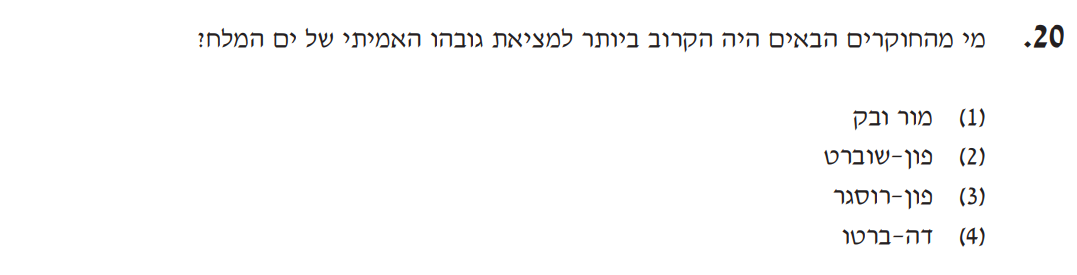 20. מי מהחוקרים הבאים היה הקרוב ביותר למציאת גובהו האמיתי של ים המלח?
(1) מור ובק
(2) פון-שוברט
(3) פון-רוסגר
(4) דה-ברטו